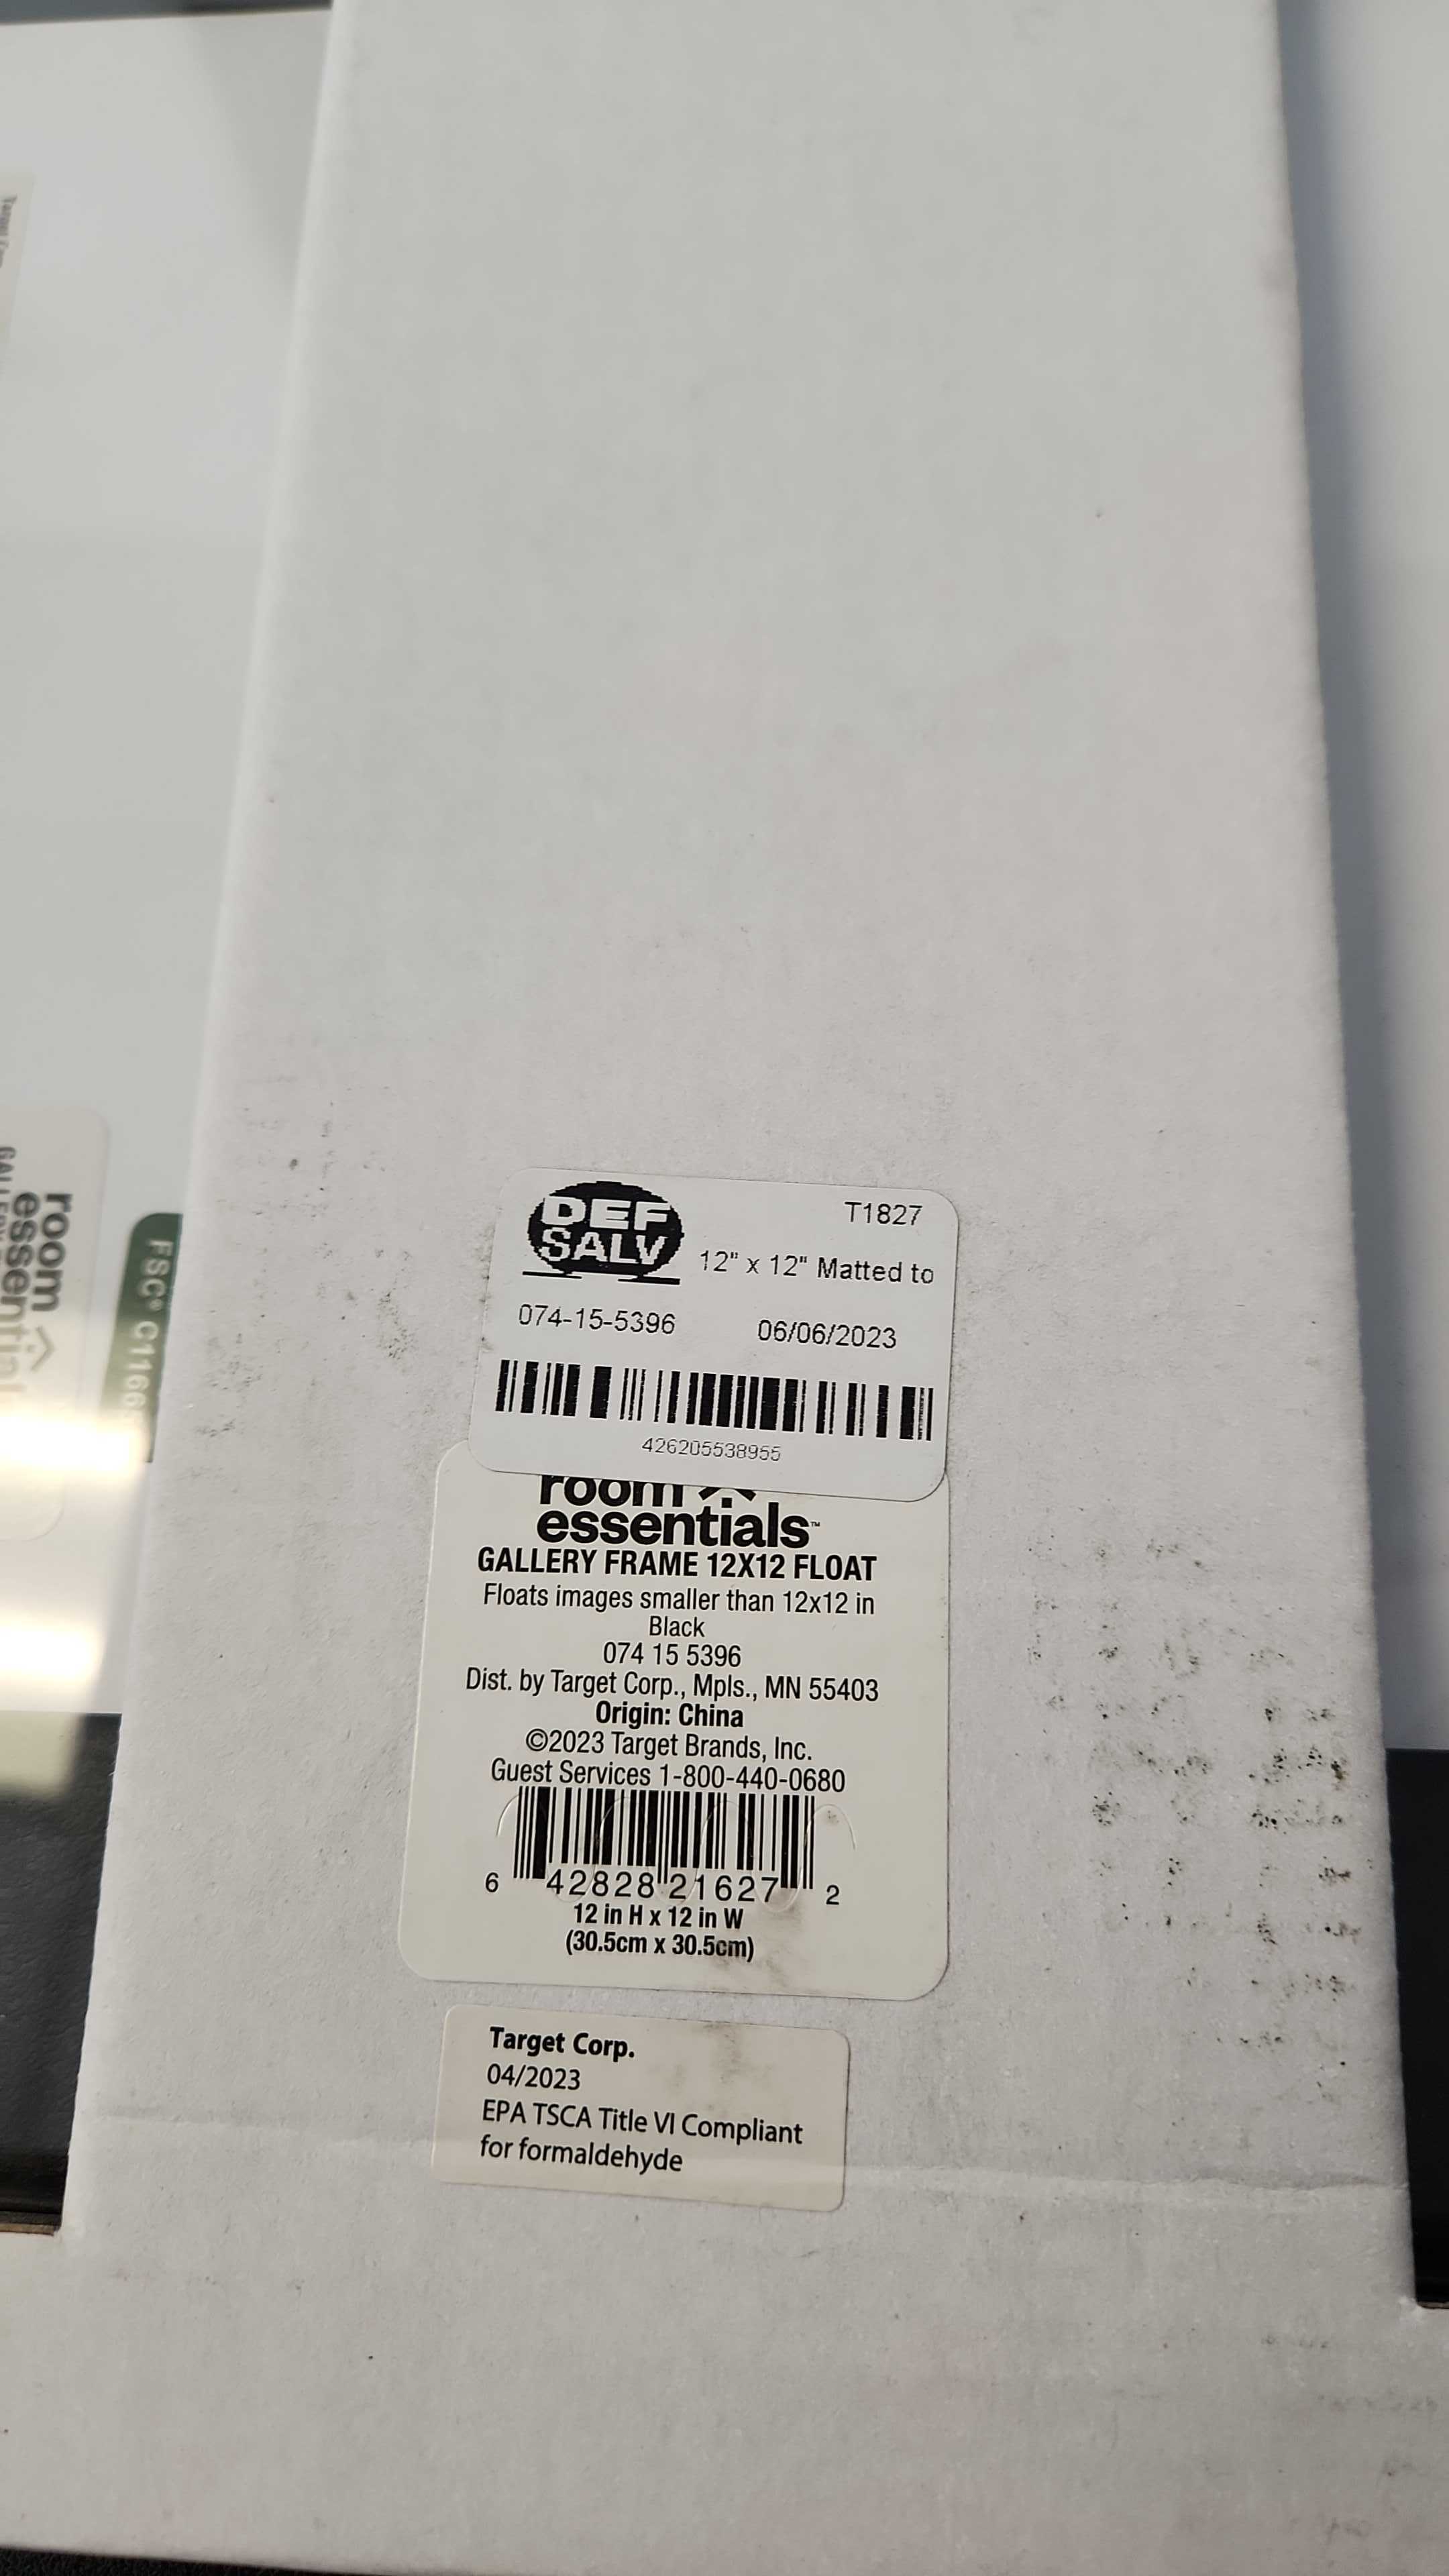 DEF
SALV
T1827
12" x 12" Matted to
074-15-5396 06/06/2023
426205538955
room
essentials™
GALLERY FRAME 12X12 FLOAT
Floats images smaller than 12x12 in
Black
074 15 5396
Dist. by Target Corp., Mpls., MN 55403
Origin: China
©2023 Target Brands, Inc.
Guest Services 1-800-440-0680
6 42828 21627 2
12 in H x 12 in W
(30.5cm x 30.5cm)
Target Corp.
04/2023
EPA TSCA Title VI Compliant
for formaldehyde
room
FSC® C1166